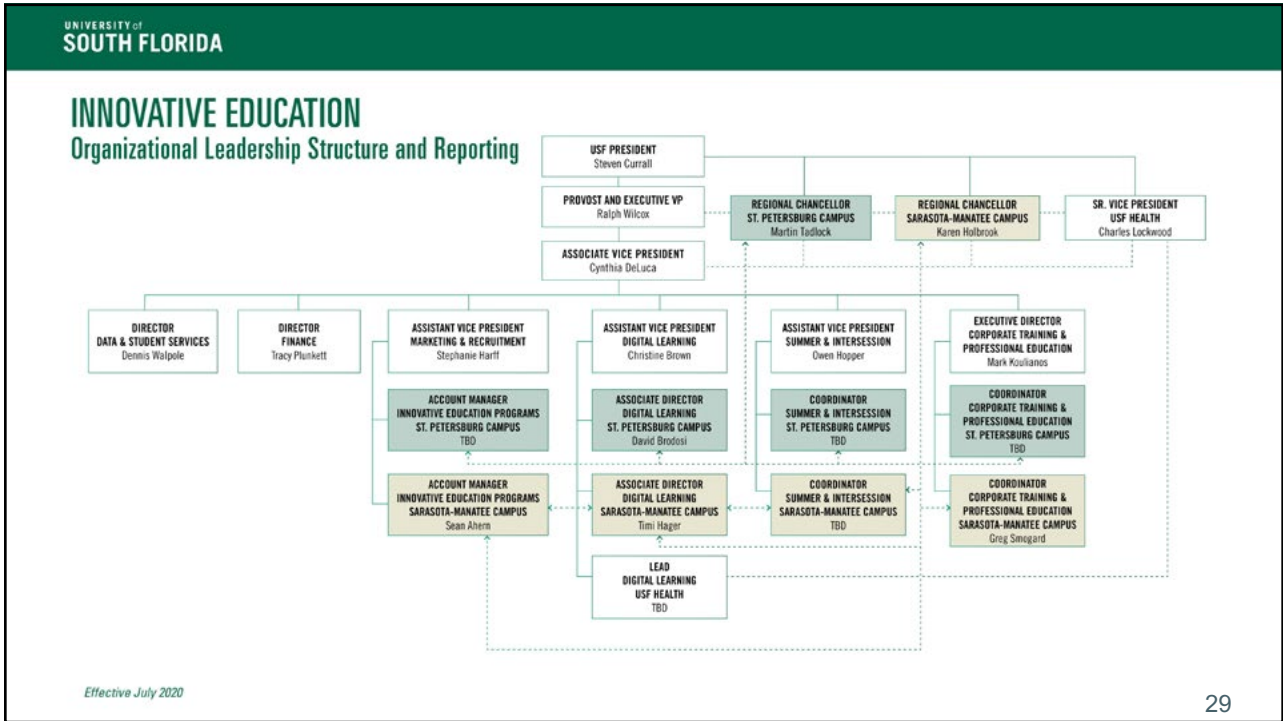 UNIVERSITY of
SOUTH FLORIDA
INNOVATIVE EDUCATION
Organizational Leadership Structure and Reporting
USF PRESIDENT
Steven Currall
PROVOST AND EXECUTIVE VP
Ralph Wilcox
REGIONAL CHANCELLOR
ST. PETERSBURG CAMPUS
Martin Tadlock
REGIONAL CHANCELLOR
SARASOTA-MANATEE CAMPUS
Karen Holbrook
SR. VICE PRESIDENT
USF HEALTH
Charles Lockwood
ASSOCIATE VICE PRESIDENT
Cynthia DeLuca
DIRECTOR
DATA & STUDENT SERVICES
Dennis Walpole
DIRECTOR
FINANCE
Tracy Plunkett
ASSISTANT VICE PRESIDENT
MARKETING & RECRUITMENT
Stephanie Harff
ASSISTANT VICE PRESIDENT
DIGITAL LEARNING
Christine Brown
ASSISTANT VICE PRESIDENT
SUMMER & INTERSESSION
Owen Hopper
EXECUTIVE DIRECTOR
CORPORATE TRAINING &
PROFESSIONAL EDUCATION
Mark Koulianos
ACCOUNT MANAGER
INNOVATIVE EDUCATION PROGRAMS
ST. PETERSBURG CAMPUS
TBD
ASSOCIATE DIRECTOR
DIGITAL LEARNING
ST. PETERSBURG CAMPUS
David Brodosi
COORDINATOR
SUMMER & INTERSESSION
ST. PETERSBURG CAMPUS
TBD
COORDINATOR
CORPORATE TRAINING &
PROFESSIONAL EDUCATION
ST. PETERSBURG CAMPUS
TBD
ACCOUNT MANAGER
INNOVATIVE EDUCATION PROGRAMS
SARASOTA-MANATEE CAMPUS
Sean Ahern
ASSOCIATE DIRECTOR
DIGITAL LEARNING
SARASOTA-MANATEE CAMPUS
Timi Hager
COORDINATOR
SUMMER & INTERSESSION
SARASOTA-MANATEE CAMPUS
TBD
COORDINATOR
CORPORATE TRAINING &
PROFESSIONAL EDUCATION
SARASOTA-MANATEE CAMPUS
Greg Smogard
LEAD
DIGITAL LEARNING
USF HEALTH
TBD
Effective July 2020
29